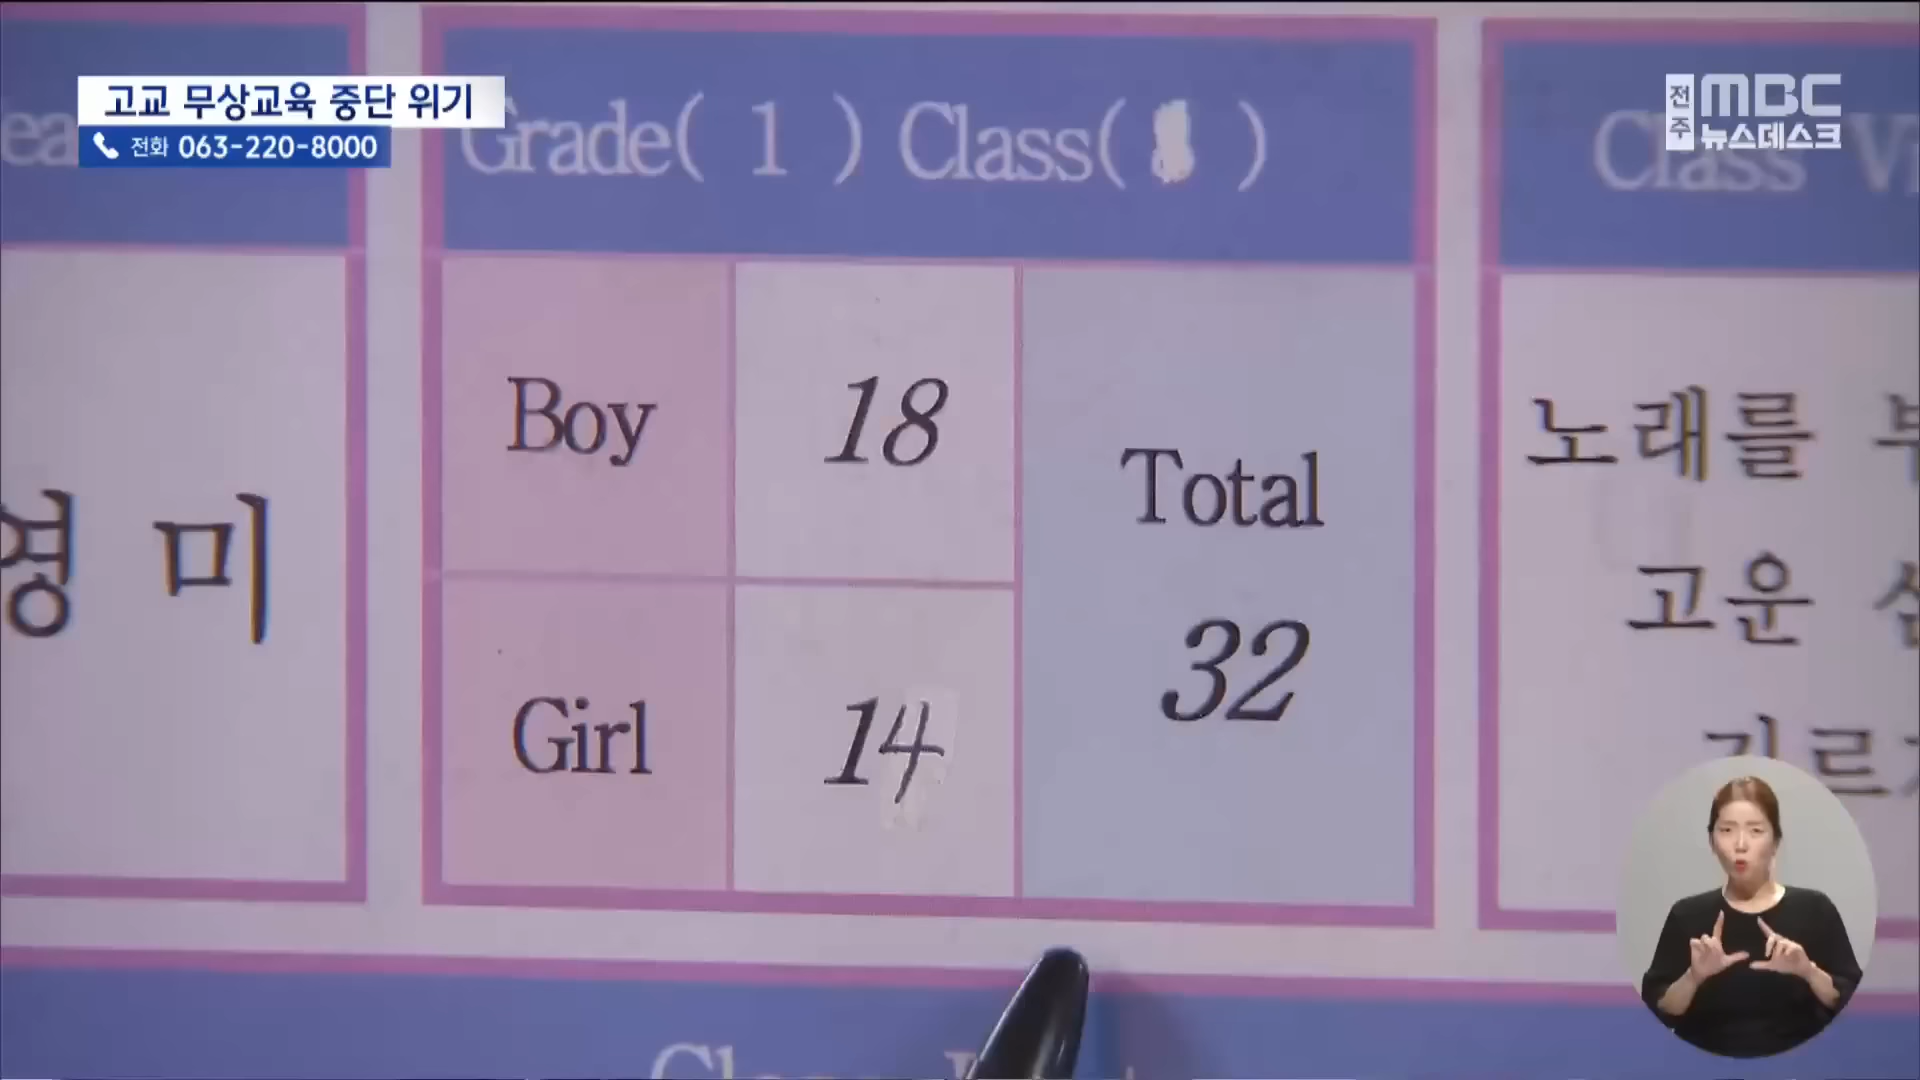 고교 무상교육 중단 위기
전화 063-220-8000
전주
MBC
뉴스데스크
Grade( 1 ) Class( )
Class
영 미
Boy
18
Girl
14
Total
32
노래를
고운